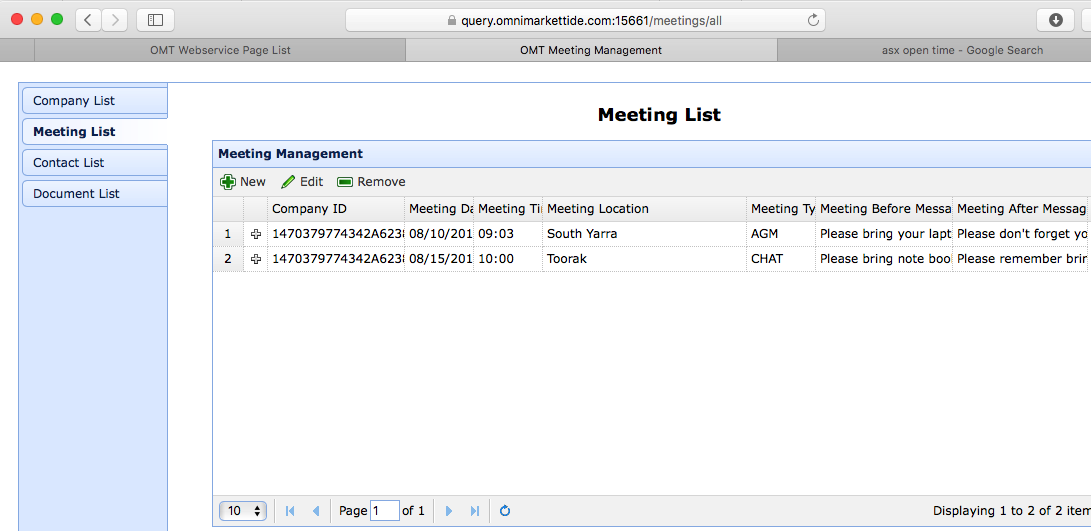 query.omnimarkettide.com:15661/meetings/all
OMT Webservice Page List OMT Meeting Management asx open time - Google Search
Company List
Meeting List
Contact List
Document List
Meeting List
Meeting Management
New Edit Remove
Company ID Meeting Da Meeting Ti Meeting Location Meeting Ty Meeting Before Messa Meeting After Messag
1 1470379774342A623 08/10/201 09:03 South Yarra AGM Please bring your lapt Please don't forget yo
2 1470379774342A623 08/15/201 10:00 Toorak CHAT Please bring note boo Please remember brin
10 Page 1 of 1 Displaying 1 to 2 of 2 item